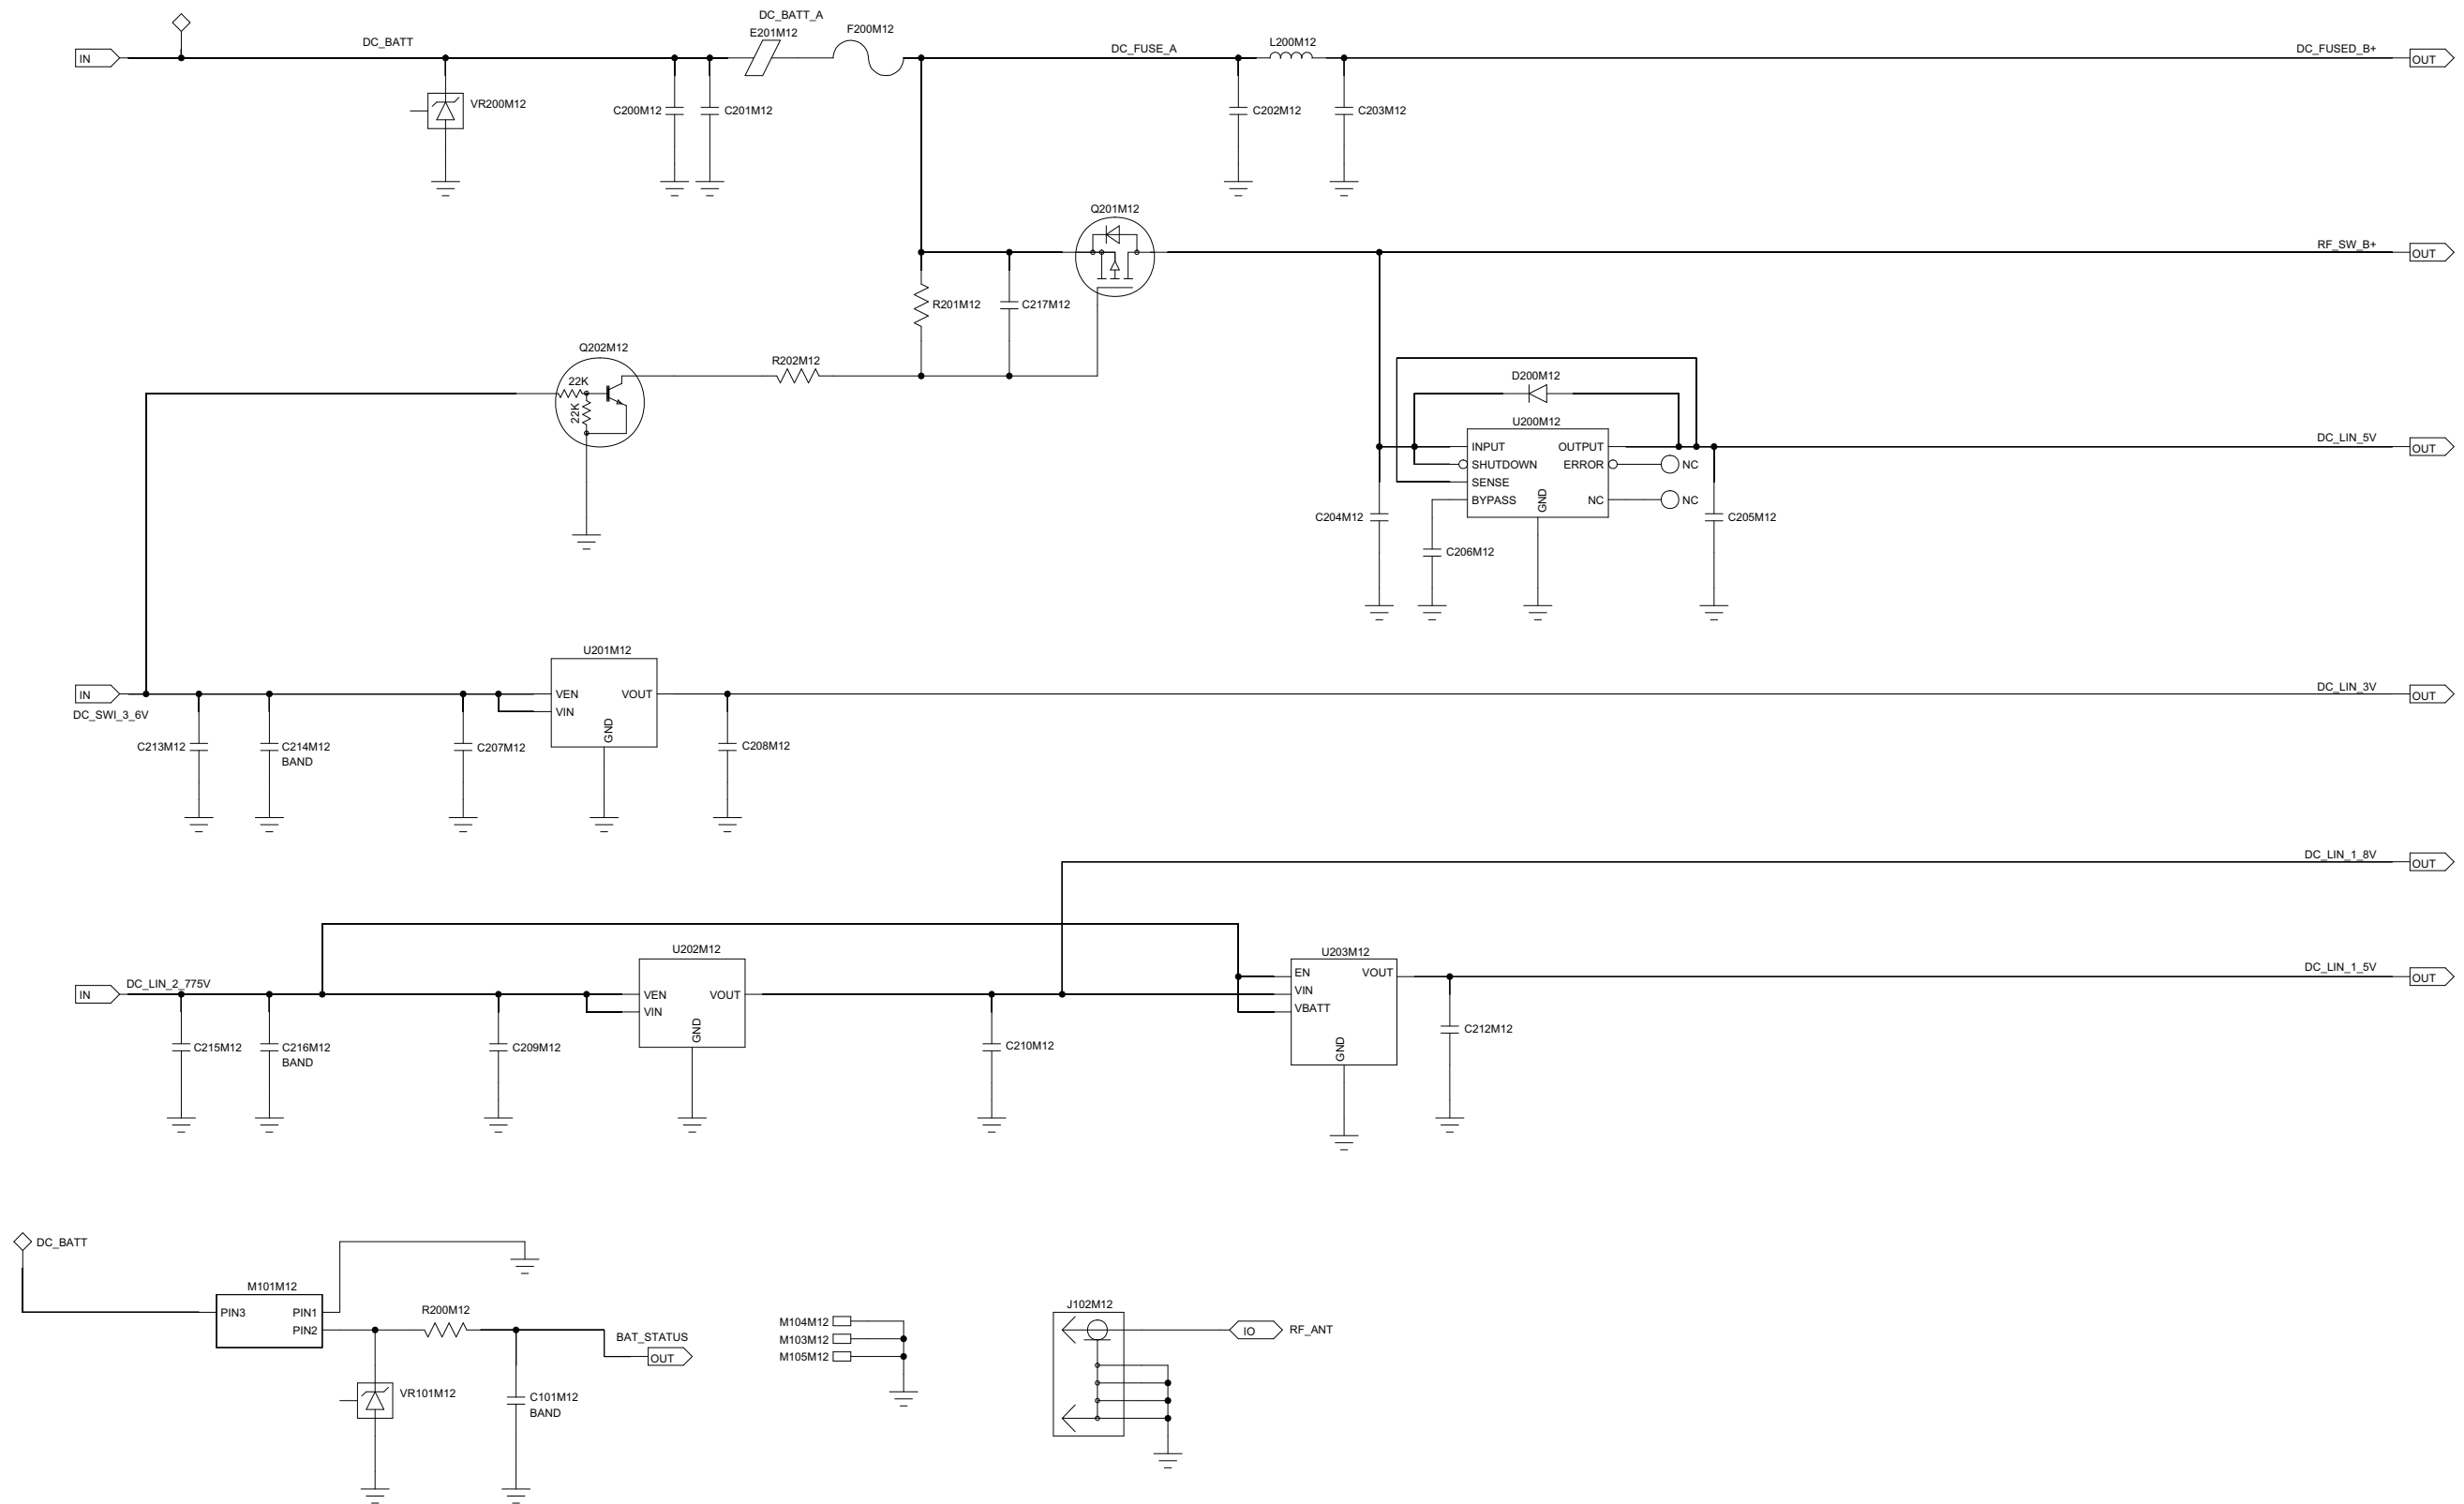 DC_BATT_A
E201M12
F200M12
IN
DC_BATT
DC_FUSE_A
L200M12
DC_FUSED_B+
OUT
VR200M12
C200M12
C201M12
C202M12
C203M12
Q201M12
RF_SW_B+
OUT
R201M12
C217M12
Q202M12
22K
22K
R202M12
D200M12
U200M12
INPUT
OUTPUT
SHUTDOWN
ERROR
NC
SENSE
BYPASS
GND
NC
NC
DC_LIN_5V
OUT
C204M12
C205M12
C206M12
U201M12
IN
DC_SWI_3_6V
VEN
VOUT
VIN
GND
DC_LIN_3V
OUT
C213M12
C214M12
BAND
C207M12
C208M12
DC_LIN_1_8V
OUT
U202M12
U203M12
IN
DC_LIN_2_775V
VEN
VOUT
VIN
GND
EN
VOUT
VIN
VBATT
GND
DC_LIN_1_5V
OUT
C215M12
C216M12
BAND
C209M12
C210M12
C212M12
DC_BATT
M101M12
PIN3
PIN1
PIN2
R200M12
BAT_STATUS
OUT
VR101M12
C101M12
BAND
M104M12
M103M12
M105M12
J102M12
IO
RF_ANT